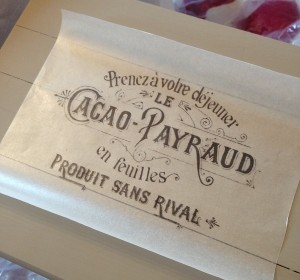 Prenez à votre déjeuner
LE
CACAO-PAYRAUD
en feuilles
PRODUIT SANS RIVAL